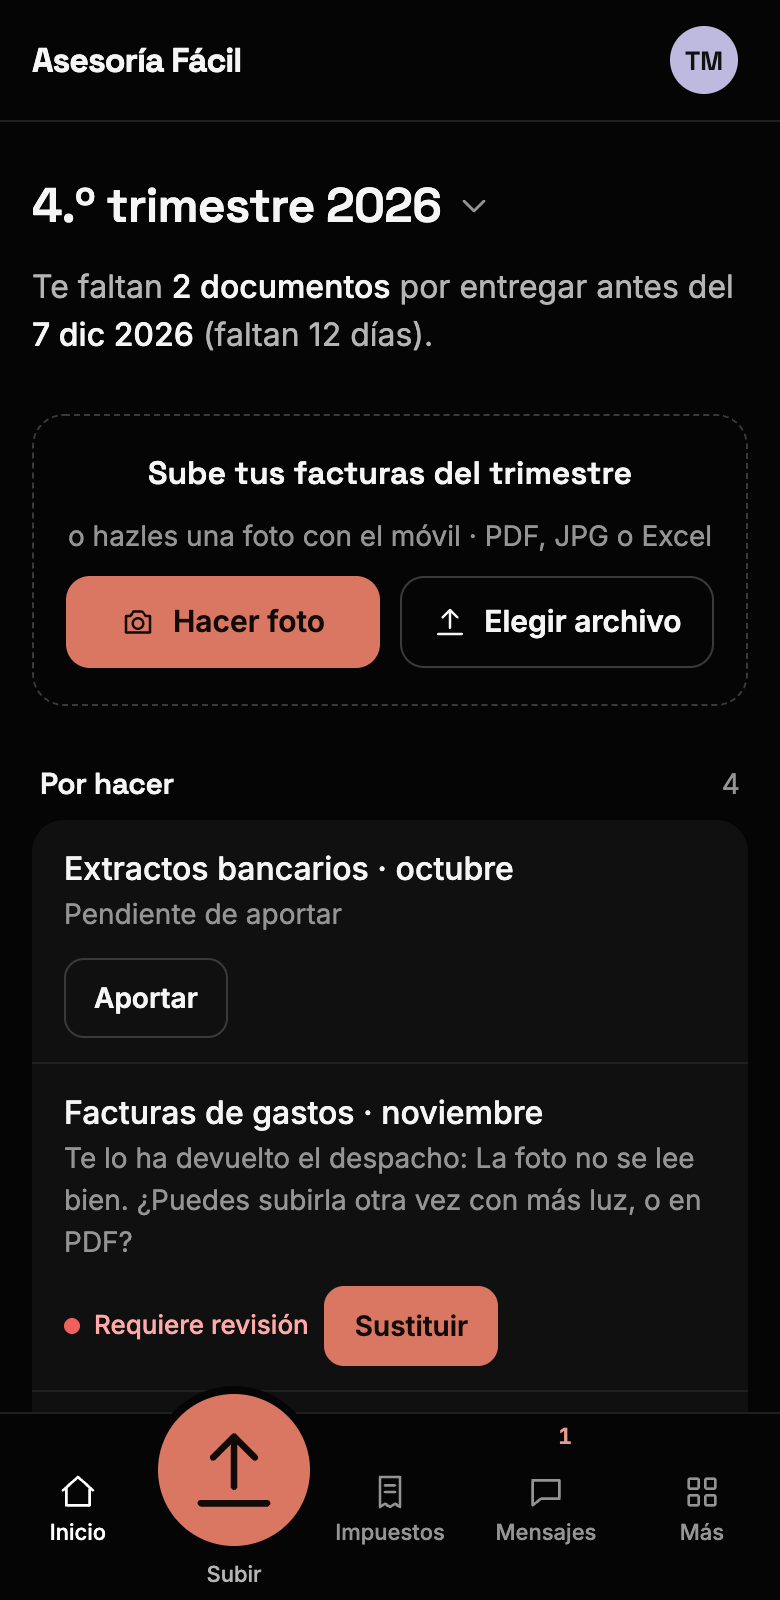 Asesoría Fácil
TM
4.º trimestre 2026
Te faltan 2 documentos por entregar antes del
7 dic 2026 (faltan 12 días).
Sube tus facturas del trimestre
o hazles una foto con el móvil · PDF, JPG o Excel
Hacer foto
Elegir archivo
Por hacer
4
Extractos bancarios · octubre
Pendiente de aportar
Aportar
Facturas de gastos · noviembre
Te lo ha devuelto el despacho: La foto no se lee
bien. ¿Puedes subirla otra vez con más luz, o en
PDF?
Requiere revisión
Sustituir
1
Inicio
Subir
Impuestos
Mensajes
Más